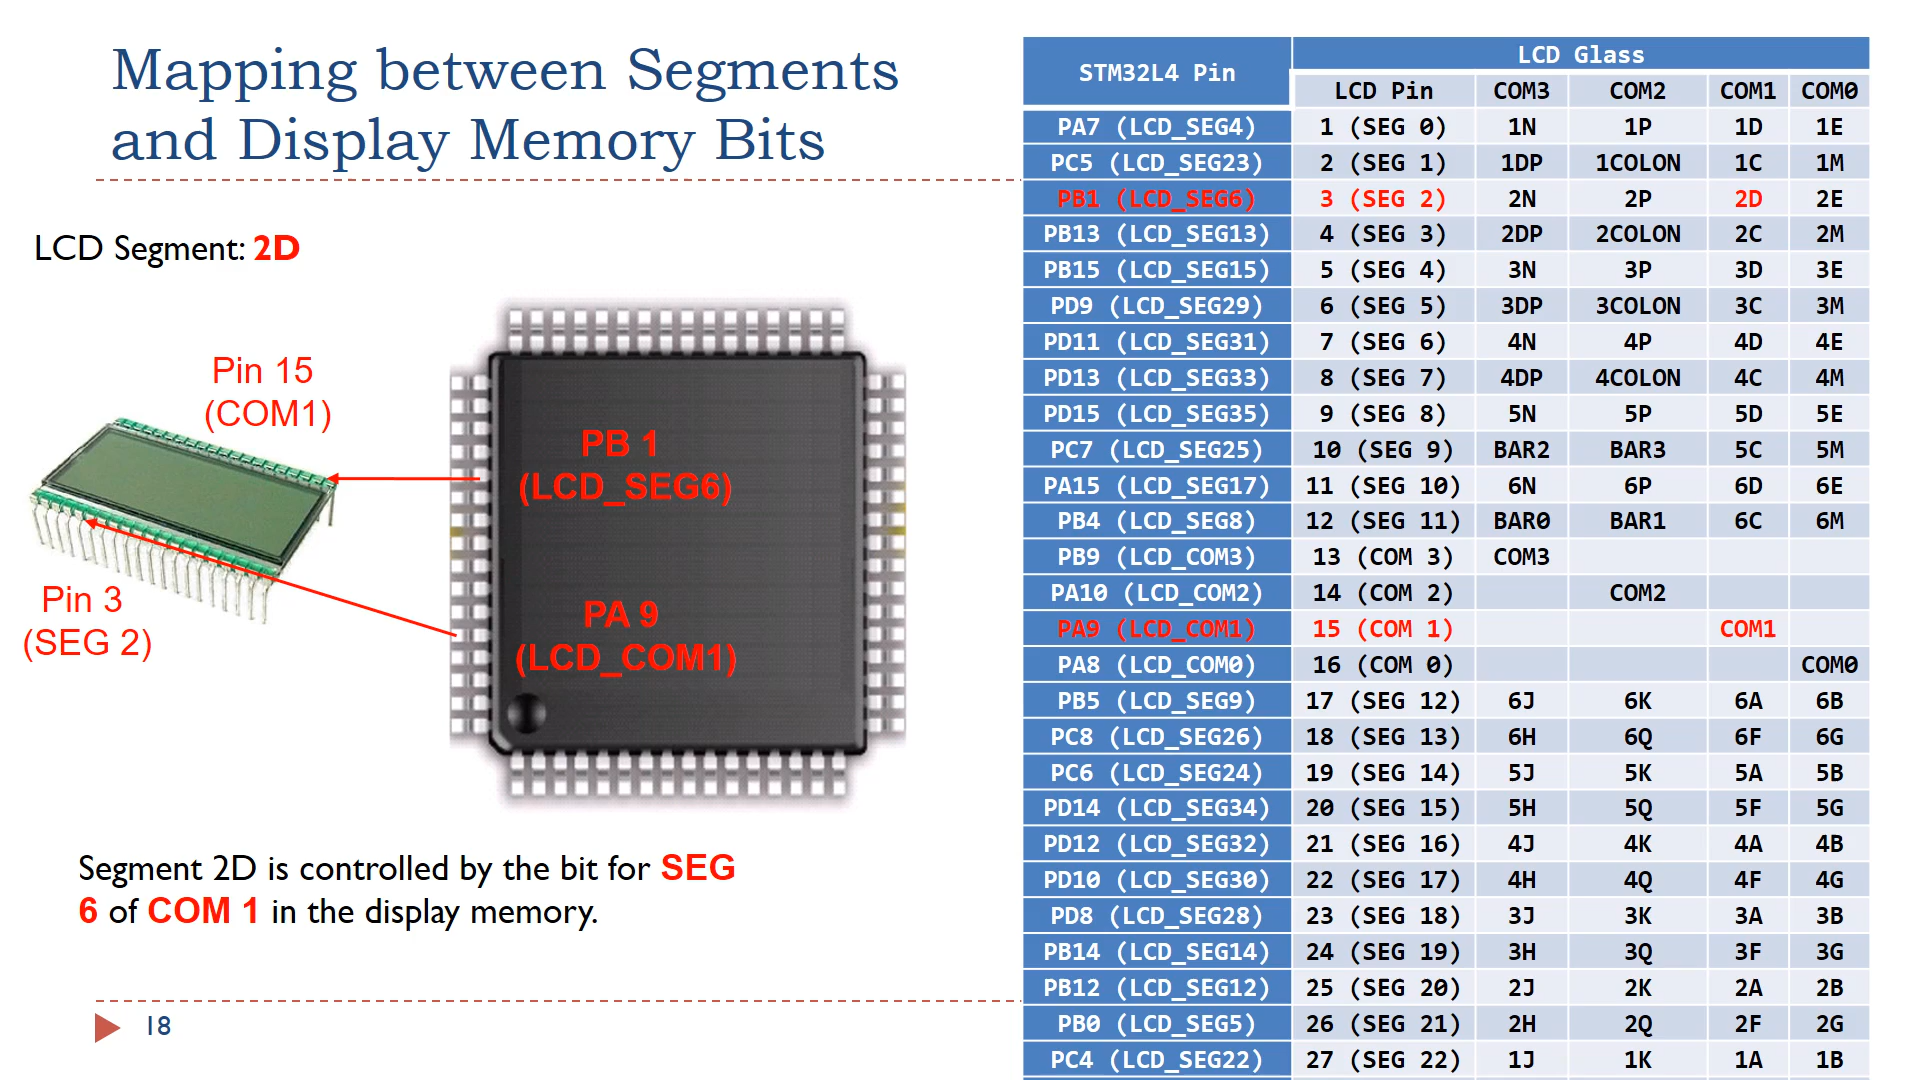 Mapping between Segments
and Display Memory Bits
LCD Segment: 2D
Pin 15
(COM1)
PB 1
(LCD_SEG6)
Pin 3
(SEG 2)
PA 9
(LCD_COM1)
Segment 2D is controlled by the bit for SEG
6 of COM 1 in the display memory.
18
STM32L4 Pin LCD Glass
LCD Pin COM3 COM2 COM1 COM0
PA7 (LCD_SEG4) 1 (SEG 0) 1N 1P 1D 1E
PC5 (LCD_SEG23) 2 (SEG 1) 1DP 1COLON 1C 1M
PB1 (LCD_SEG6) 3 (SEG 2) 2N 2P 2D 2E
PB13 (LCD_SEG13) 4 (SEG 3) 2DP 2COLON 2C 2M
PB15 (LCD_SEG15) 5 (SEG 4) 3N 3P 3D 3E
PD9 (LCD_SEG29) 6 (SEG 5) 3DP 3COLON 3C 3M
PD11 (LCD_SEG31) 7 (SEG 6) 4N 4P 4D 4E
PD13 (LCD_SEG33) 8 (SEG 7) 4DP 4COLON 4C 4M
PD15 (LCD_SEG35) 9 (SEG 8) 5N 5P 5D 5E
PC7 (LCD_SEG25) 10 (SEG 9) BAR2 BAR3 5C 5M
PA15 (LCD_SEG17) 11 (SEG 10) 6N 6P 6D 6E
PB4 (LCD_SEG8) 12 (SEG 11) BAR0 BAR1 6C 6M
PB9 (LCD_COM3) 13 (COM 3) COM3
PA10 (LCD_COM2) 14 (COM 2) COM2
PA9 (LCD_COM1) 15 (COM 1) COM1
PA8 (LCD_COM0) 16 (COM 0) COM0
PB5 (LCD_SEG9) 17 (SEG 12) 6J 6K 6A 6B
PC8 (LCD_SEG26) 18 (SEG 13) 6H 6Q 6F 6G
PC6 (LCD_SEG24) 19 (SEG 14) 5J 5K 5A 5B
PD14 (LCD_SEG34) 20 (SEG 15) 5H 5Q 5F 5G
PD12 (LCD_SEG32) 21 (SEG 16) 4J 4K 4A 4B
PD10 (LCD_SEG30) 22 (SEG 17) 4H 4Q 4F 4G
PD8 (LCD_SEG28) 23 (SEG 18) 3J 3K 3A 3B
PB14 (LCD_SEG14) 24 (SEG 19) 3H 3Q 3F 3G
PB12 (LCD_SEG12) 25 (SEG 20) 2J 2K 2A 2B
PB0 (LCD_SEG5) 26 (SEG 21) 2H 2Q 2F 2G
PC4 (LCD_SEG22) 27 (SEG 22) 1J 1K 1A 1B